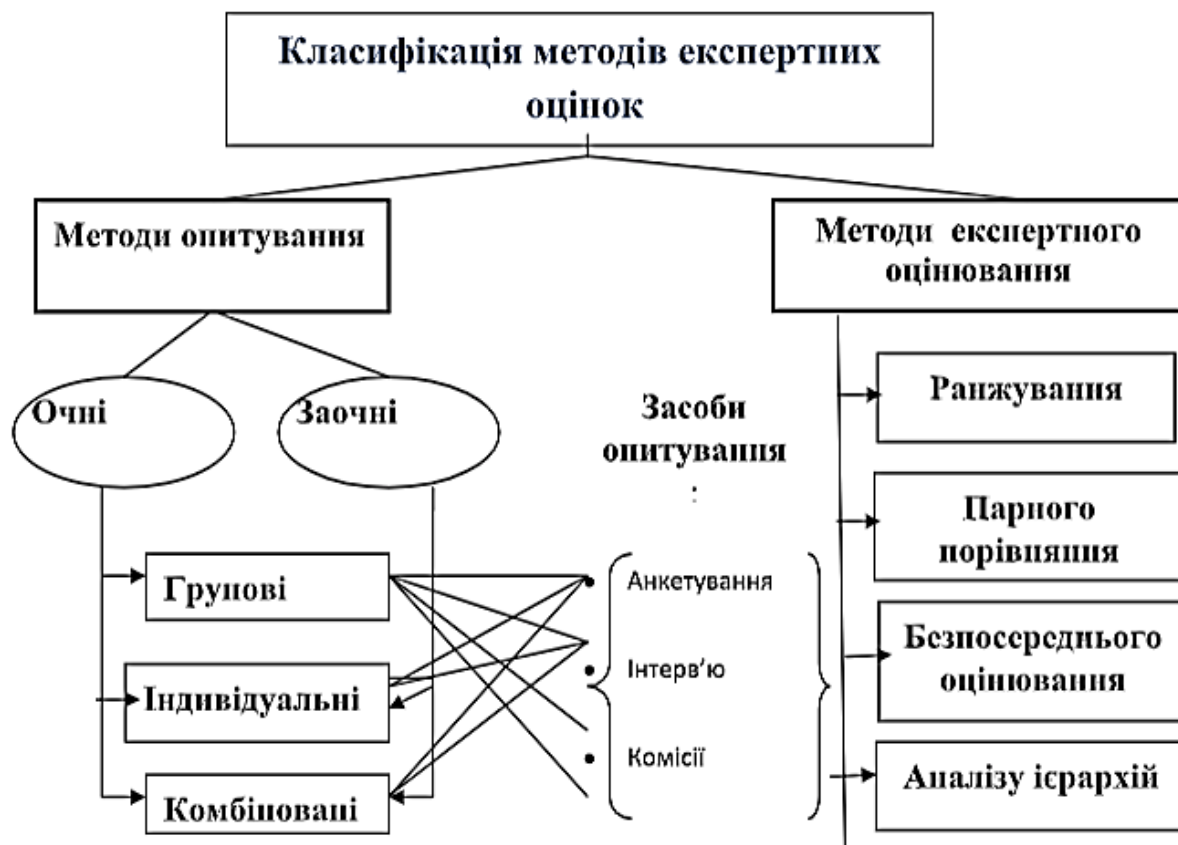 Класифікація методів експертних
оцінок
Методи опитування
Методи експертного
оцінювання
Очні
Заочні
Засоби
опитування
:
Ранжування
Парного
порівняння
Безпосереднього
оцінювання
Аналізу ієрархій
Групові
Індивідуальні
Комбіновані
• Анкетування
• Інтерв’ю
• Комісії